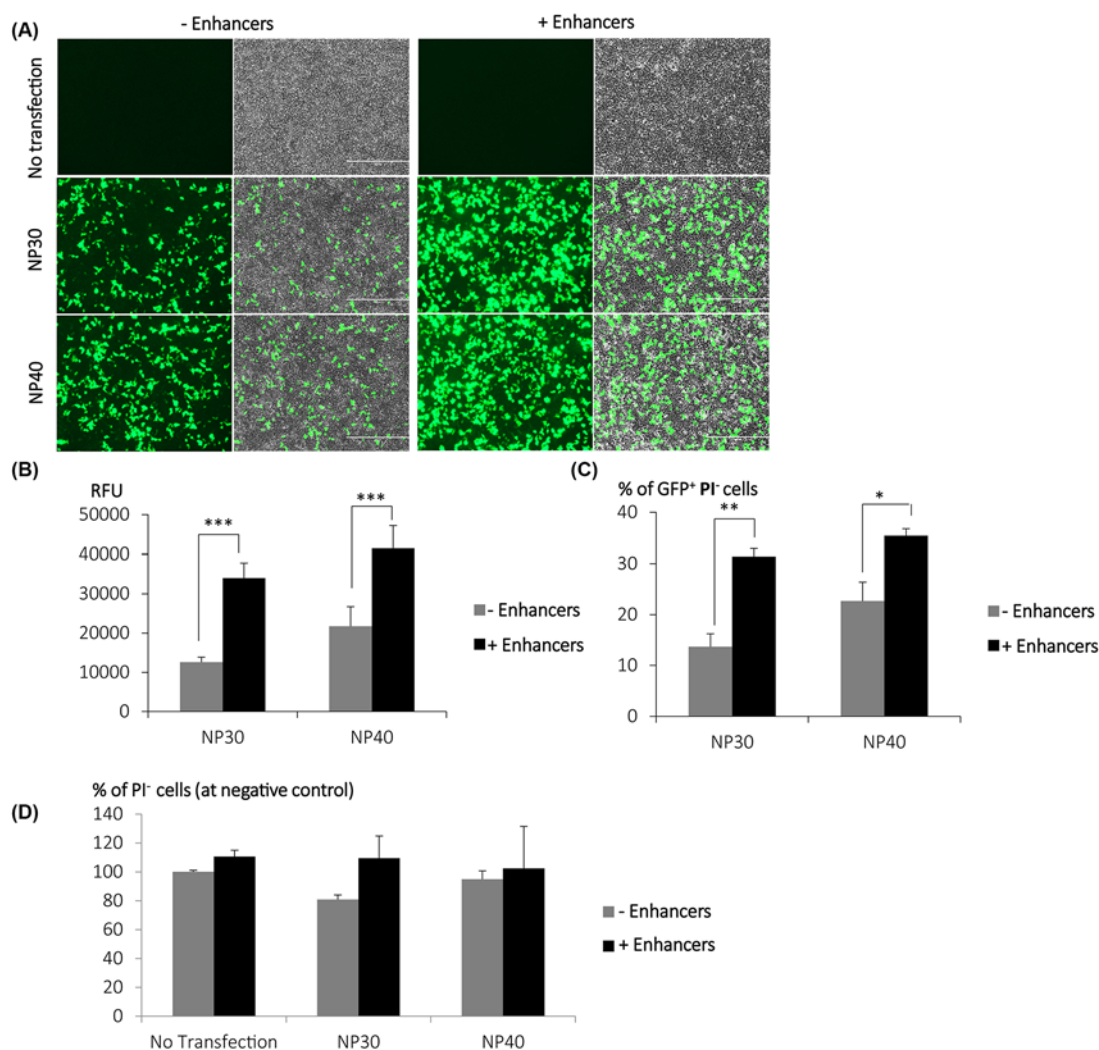 (A)
- Enhancers
+ Enhancers
No transfection
NP30
NP40
(B)
RFU
50000
40000
30000
20000
10000
0
***
***
NP30
NP40
- Enhancers
+ Enhancers
(C)
% of GFP⁺ PI⁻ cells
40
30
20
10
0
**
*
NP30
NP40
- Enhancers
+ Enhancers
(D)
% of PI⁻ cells (at negative control)
140
120
100
80
60
40
20
0
No Transfection
NP30
NP40
- Enhancers
+ Enhancers